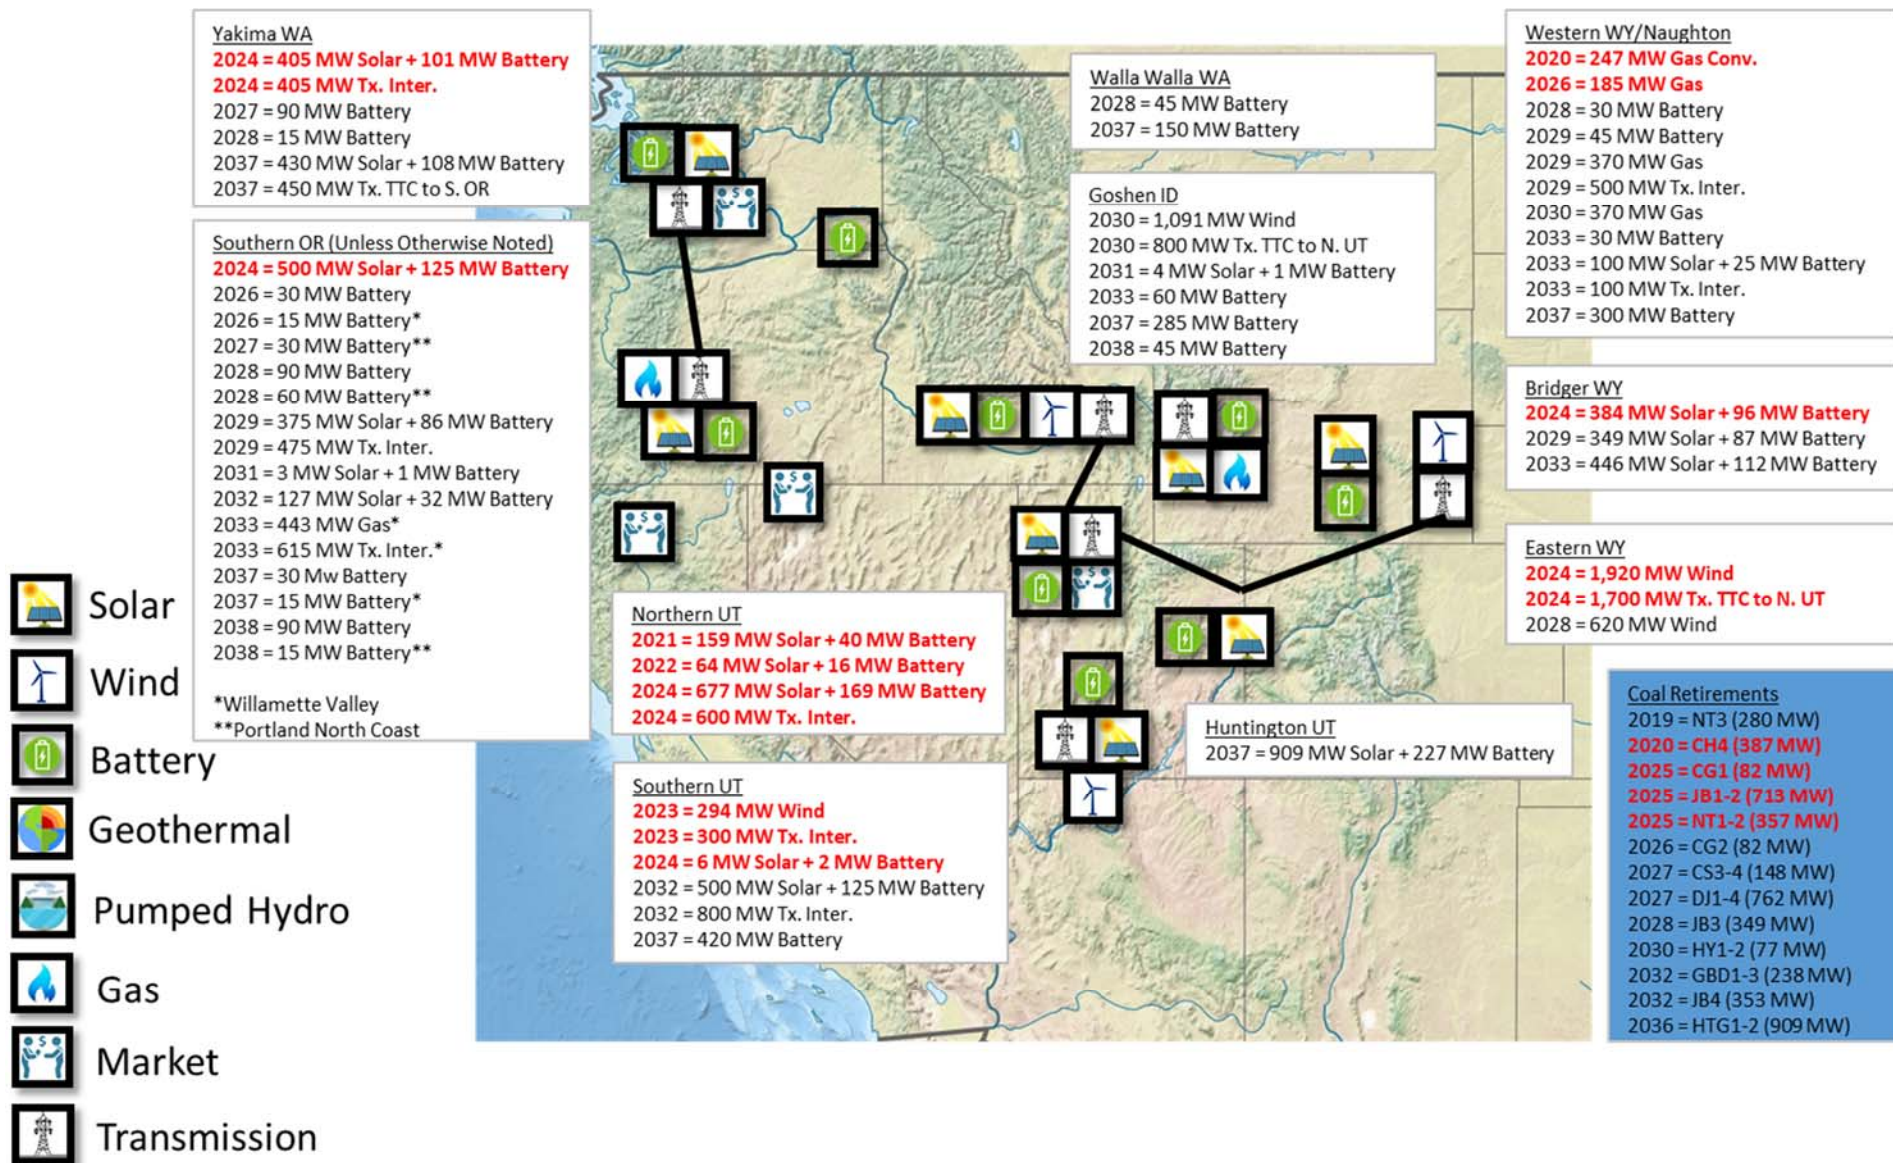 Yakima WA
2024 = 405 MW Solar + 101 MW Battery
2024 = 405 MW Tx. Inter.
2027 = 90 MW Battery
2028 = 15 MW Battery
2037 = 430 MW Solar + 108 MW Battery
2037 = 450 MW Tx. TTC to S. OR
Southern OR (Unless Otherwise Noted)
2024 = 500 MW Solar + 125 MW Battery
2026 = 30 MW Battery
2026 = 15 MW Battery*
2027 = 30 MW Battery**
2028 = 90 MW Battery
2028 = 60 MW Battery**
2029 = 375 MW Solar + 86 MW Battery
2029 = 475 MW Tx. Inter.
2031 = 3 MW Solar + 1 MW Battery
2032 = 127 MW Solar + 32 MW Battery
2033 = 443 MW Gas*
2033 = 615 MW Tx. Inter.*
2037 = 30 Mw Battery
2037 = 15 MW Battery*
2038 = 90 MW Battery
2038 = 15 MW Battery**
*Willamette Valley
**Portland North Coast
Walla Walla WA
2028 = 45 MW Battery
2037 = 150 MW Battery
Goshen ID
2030 = 1,091 MW Wind
2030 = 800 MW Tx. TTC to N. UT
2031 = 4 MW Solar + 1 MW Battery
2033 = 60 MW Battery
2037 = 285 MW Battery
2038 = 45 MW Battery
Western WY/Naughton
2020 = 247 MW Gas Conv.
2026 = 185 MW Gas
2028 = 30 MW Battery
2029 = 45 MW Battery
2029 = 370 MW Gas
2029 = 500 MW Tx. Inter.
2030 = 370 MW Gas
2033 = 30 MW Battery
2033 = 100 MW Solar + 25 MW Battery
2033 = 100 MW Tx. Inter.
2037 = 300 MW Battery
Bridger WY
2024 = 384 MW Solar + 96 MW Battery
2029 = 349 MW Solar + 87 MW Battery
2033 = 446 MW Solar + 112 MW Battery
Eastern WY
2024 = 1,920 MW Wind
2024 = 1,700 MW Tx. TTC to N. UT
2028 = 620 MW Wind
Northern UT
2021 = 159 MW Solar + 40 MW Battery
2022 = 64 MW Solar + 16 MW Battery
2024 = 677 MW Solar + 169 MW Battery
2024 = 600 MW Tx. Inter.
Southern UT
2023 = 294 MW Wind
2023 = 300 MW Tx. Inter.
2024 = 6 MW Solar + 2 MW Battery
2032 = 500 MW Solar + 125 MW Battery
2032 = 800 MW Tx. Inter.
2037 = 420 MW Battery
Huntington UT
2037 = 909 MW Solar + 227 MW Battery
Coal Retirements
2019 = NT3 (280 MW)
2020 = CH4 (387 MW)
2025 = CG1 (82 MW)
2025 = JB1-2 (713 MW)
2025 = NT1-2 (357 MW)
2026 = CG2 (82 MW)
2027 = CS3-4 (148 MW)
2027 = DJ1-4 (762 MW)
2028 = JB3 (349 MW)
2030 = HY1-2 (77 MW)
2032 = GBD1-3 (238 MW)
2032 = JB4 (353 MW)
2036 = HTG1-2 (909 MW)
Solar
Wind
Battery
Geothermal
Pumped Hydro
Gas
Market
Transmission